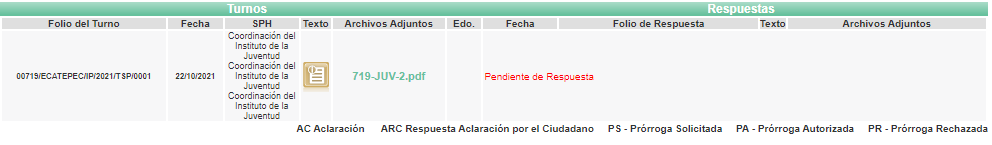 Turnos Respuestas
Folio del Turno Fecha SPH Texto Archivos Adjuntos Edo. Fecha Folio de Respuesta Texto Archivos Adjuntos
00719/ECATEPEC/IP/2021/TSP/0001 22/10/2021 Coordinación del
Instituto de la
Juventud
Coordinación del
Instituto de la
Juventud
Coordinación del
Instituto de la
Juventud
719-JUV-2.pdf
Pendiente de Respuesta
AC Aclaración ARC Respuesta Aclaración por el Ciudadano PS - Prórroga Solicitada PA - Prórroga Autorizada PR - Prórroga Rechazada